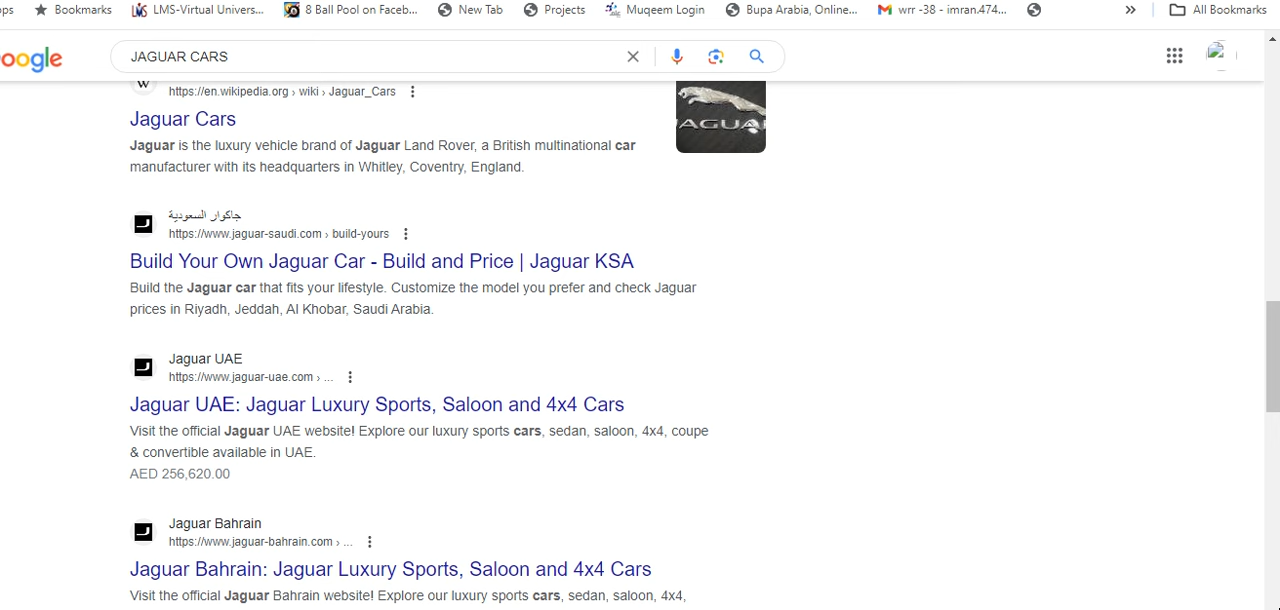 ops
Bookmarks
LMS-Virtual Univers...
8 Ball Pool on Faceb...
New Tab
Projects
Muqeem Login
Bupa Arabia, Online...
wrr -38 - imran.474...
»
All Bookmarks
oogle
JAGUAR CARS
W
https://en.wikipedia.org › wiki › Jaguar_Cars
Jaguar Cars
Jaguar is the luxury vehicle brand of Jaguar Land Rover, a British multinational car
manufacturer with its headquarters in Whitley, Coventry, England.
JAGUAR
جاكوار السعودية
https://www.jaguar-saudi.com › build-yours
Build Your Own Jaguar Car - Build and Price | Jaguar KSA
Build the Jaguar car that fits your lifestyle. Customize the model you prefer and check Jaguar
prices in Riyadh, Jeddah, Al Khobar, Saudi Arabia.
Jaguar UAE
https://www.jaguar-uae.com › ...
Jaguar UAE: Jaguar Luxury Sports, Saloon and 4x4 Cars
Visit the official Jaguar UAE website! Explore our luxury sports cars, sedan, saloon, 4x4, coupe
& convertible available in UAE.
AED 256,620.00
Jaguar Bahrain
https://www.jaguar-bahrain.com › ...
Jaguar Bahrain: Jaguar Luxury Sports, Saloon and 4x4 Cars
Visit the official Jaguar Bahrain website! Explore our luxury sports cars, sedan, saloon, 4x4,